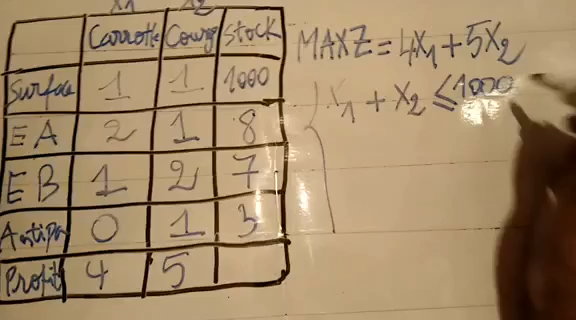 x1 x2
Carrotte Courg Stock
Surface 1 1 1000
EA 2 1 8
EB 1 2 7
Antipa 0 1 3
Profit 4 5
MAX Z = 4x1 + 5x2
x1 + x2 ≤ 1000